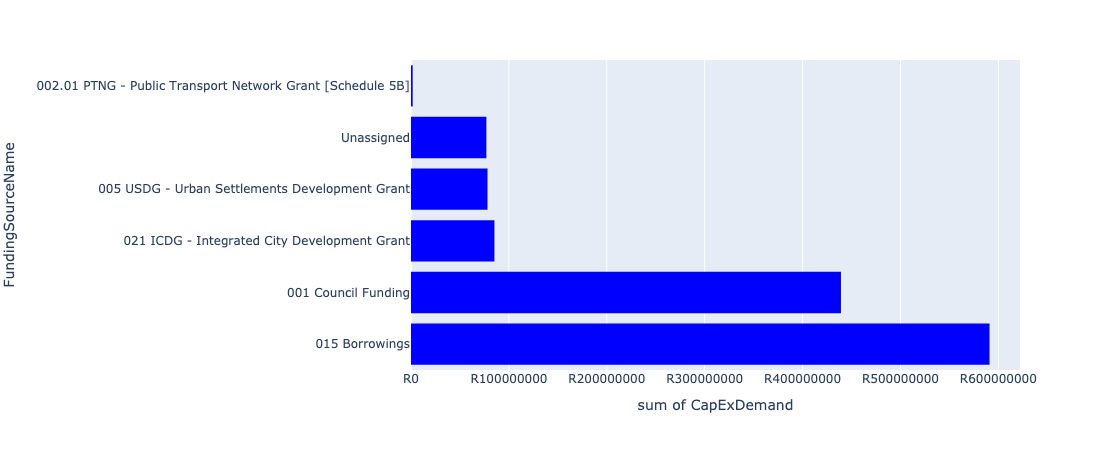 FundingSourceName
002.01 PTNG - Public Transport Network Grant [Schedule 5B]
Unassigned
005 USDG - Urban Settlements Development Grant
021 ICDG - Integrated City Development Grant
001 Council Funding
015 Borrowings
R0 R100000000 R200000000 R300000000 R400000000 R500000000 R600000000
sum of CapExDemand